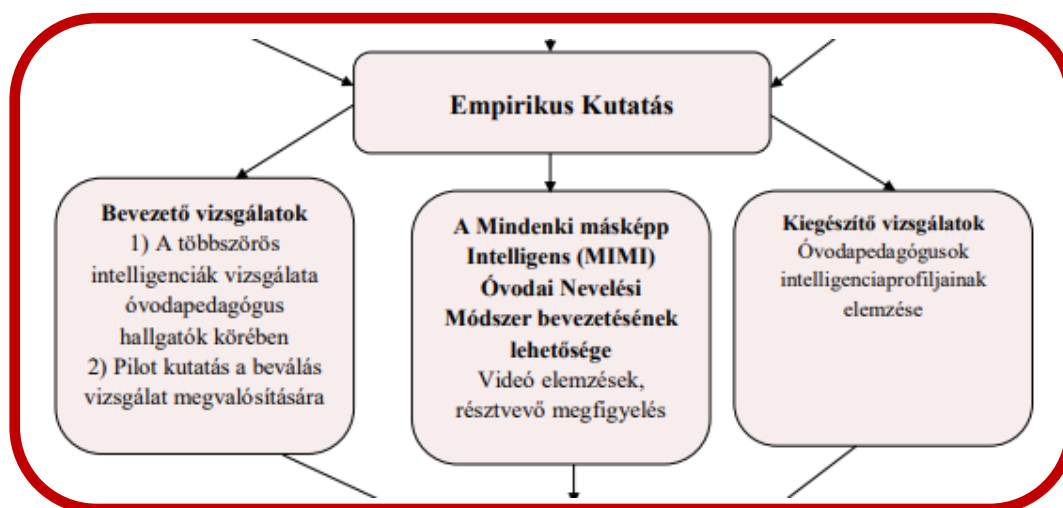 Empirikus Kutatás
Bevezető vizsgálatok
1) A többszörös
intelligenciák vizsgálata
óvodapedagógus
hallgatók körében
2) Pilot kutatás a beválás
vizsgálat megvalósítására
A Mindenki másképp
Intelligens (MIMI)
Óvodai Nevelési
Módszer bevezetésének
lehetősége
Videó elemzések,
résztvevő megfigyelés
Kiegészítő vizsgálatok
Óvodapedagógusok
intelligenciaprofiljainak
elemzése